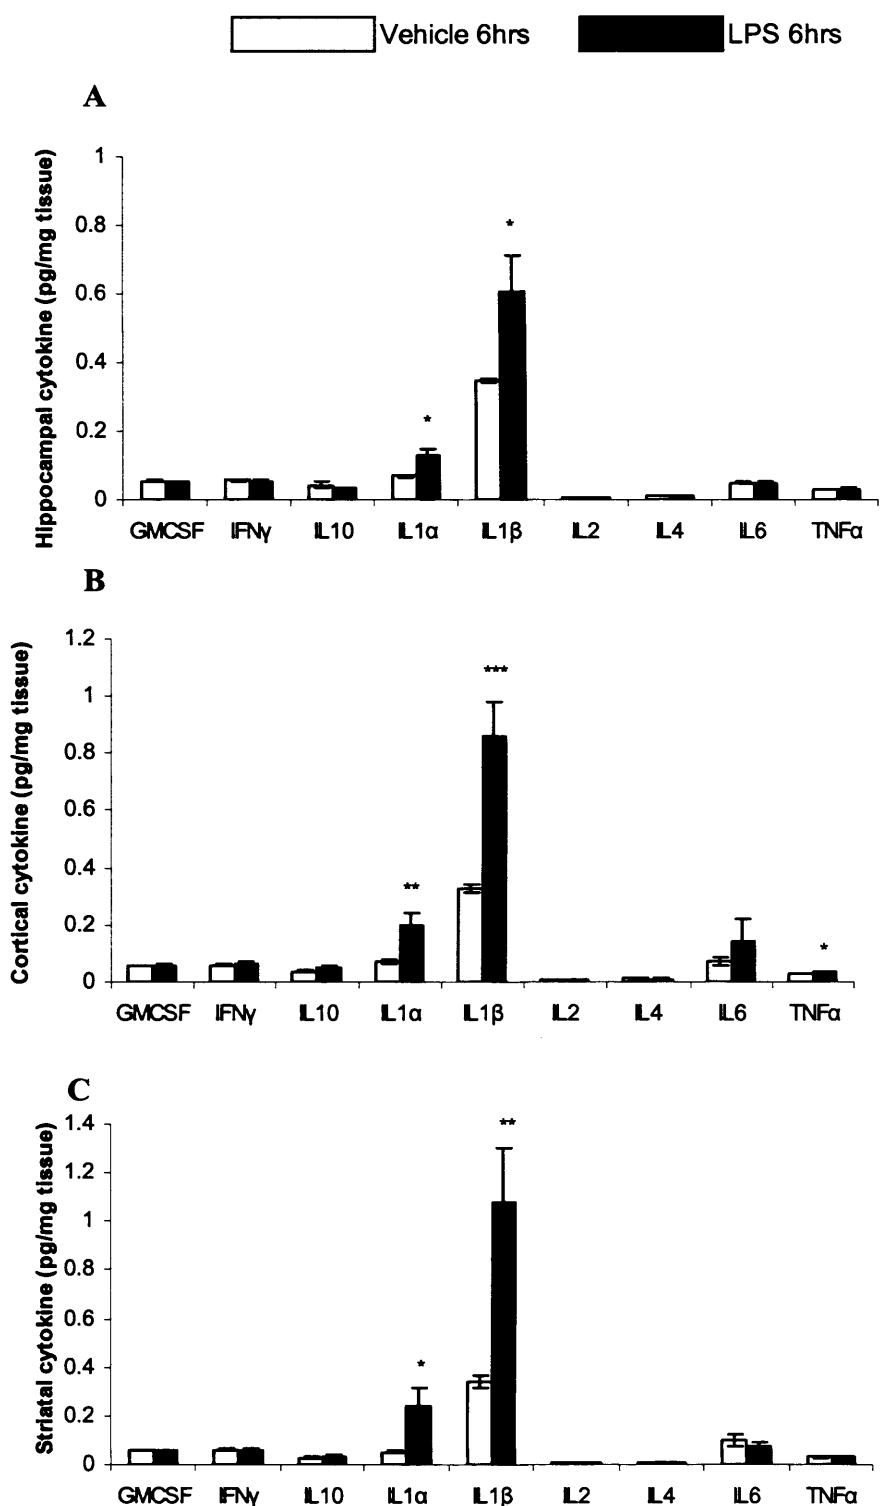 Vehicle 6hrs LPS 6hrs
A
Hippocampal cytokine (pg/mg tissue)
1
0.8
0.6
0.4
0.2
0
*
*
GMCSF IFNγ IL10 IL1α IL1β IL2 IL4 IL6 TNFα
B
Cortical cytokine (pg/mg tissue)
1.2
1
0.8
0.6
0.4
0.2
0
***
**
*
GMCSF IFNγ IL10 IL1α IL1β IL2 IL4 IL6 TNFα
C
Striatal cytokine (pg/mg tissue)
1.4
1.2
1
0.8
0.6
0.4
0.2
0
**
*
GMCSF IFNγ IL10 IL1α IL1β IL2 IL4 IL6 TNFα